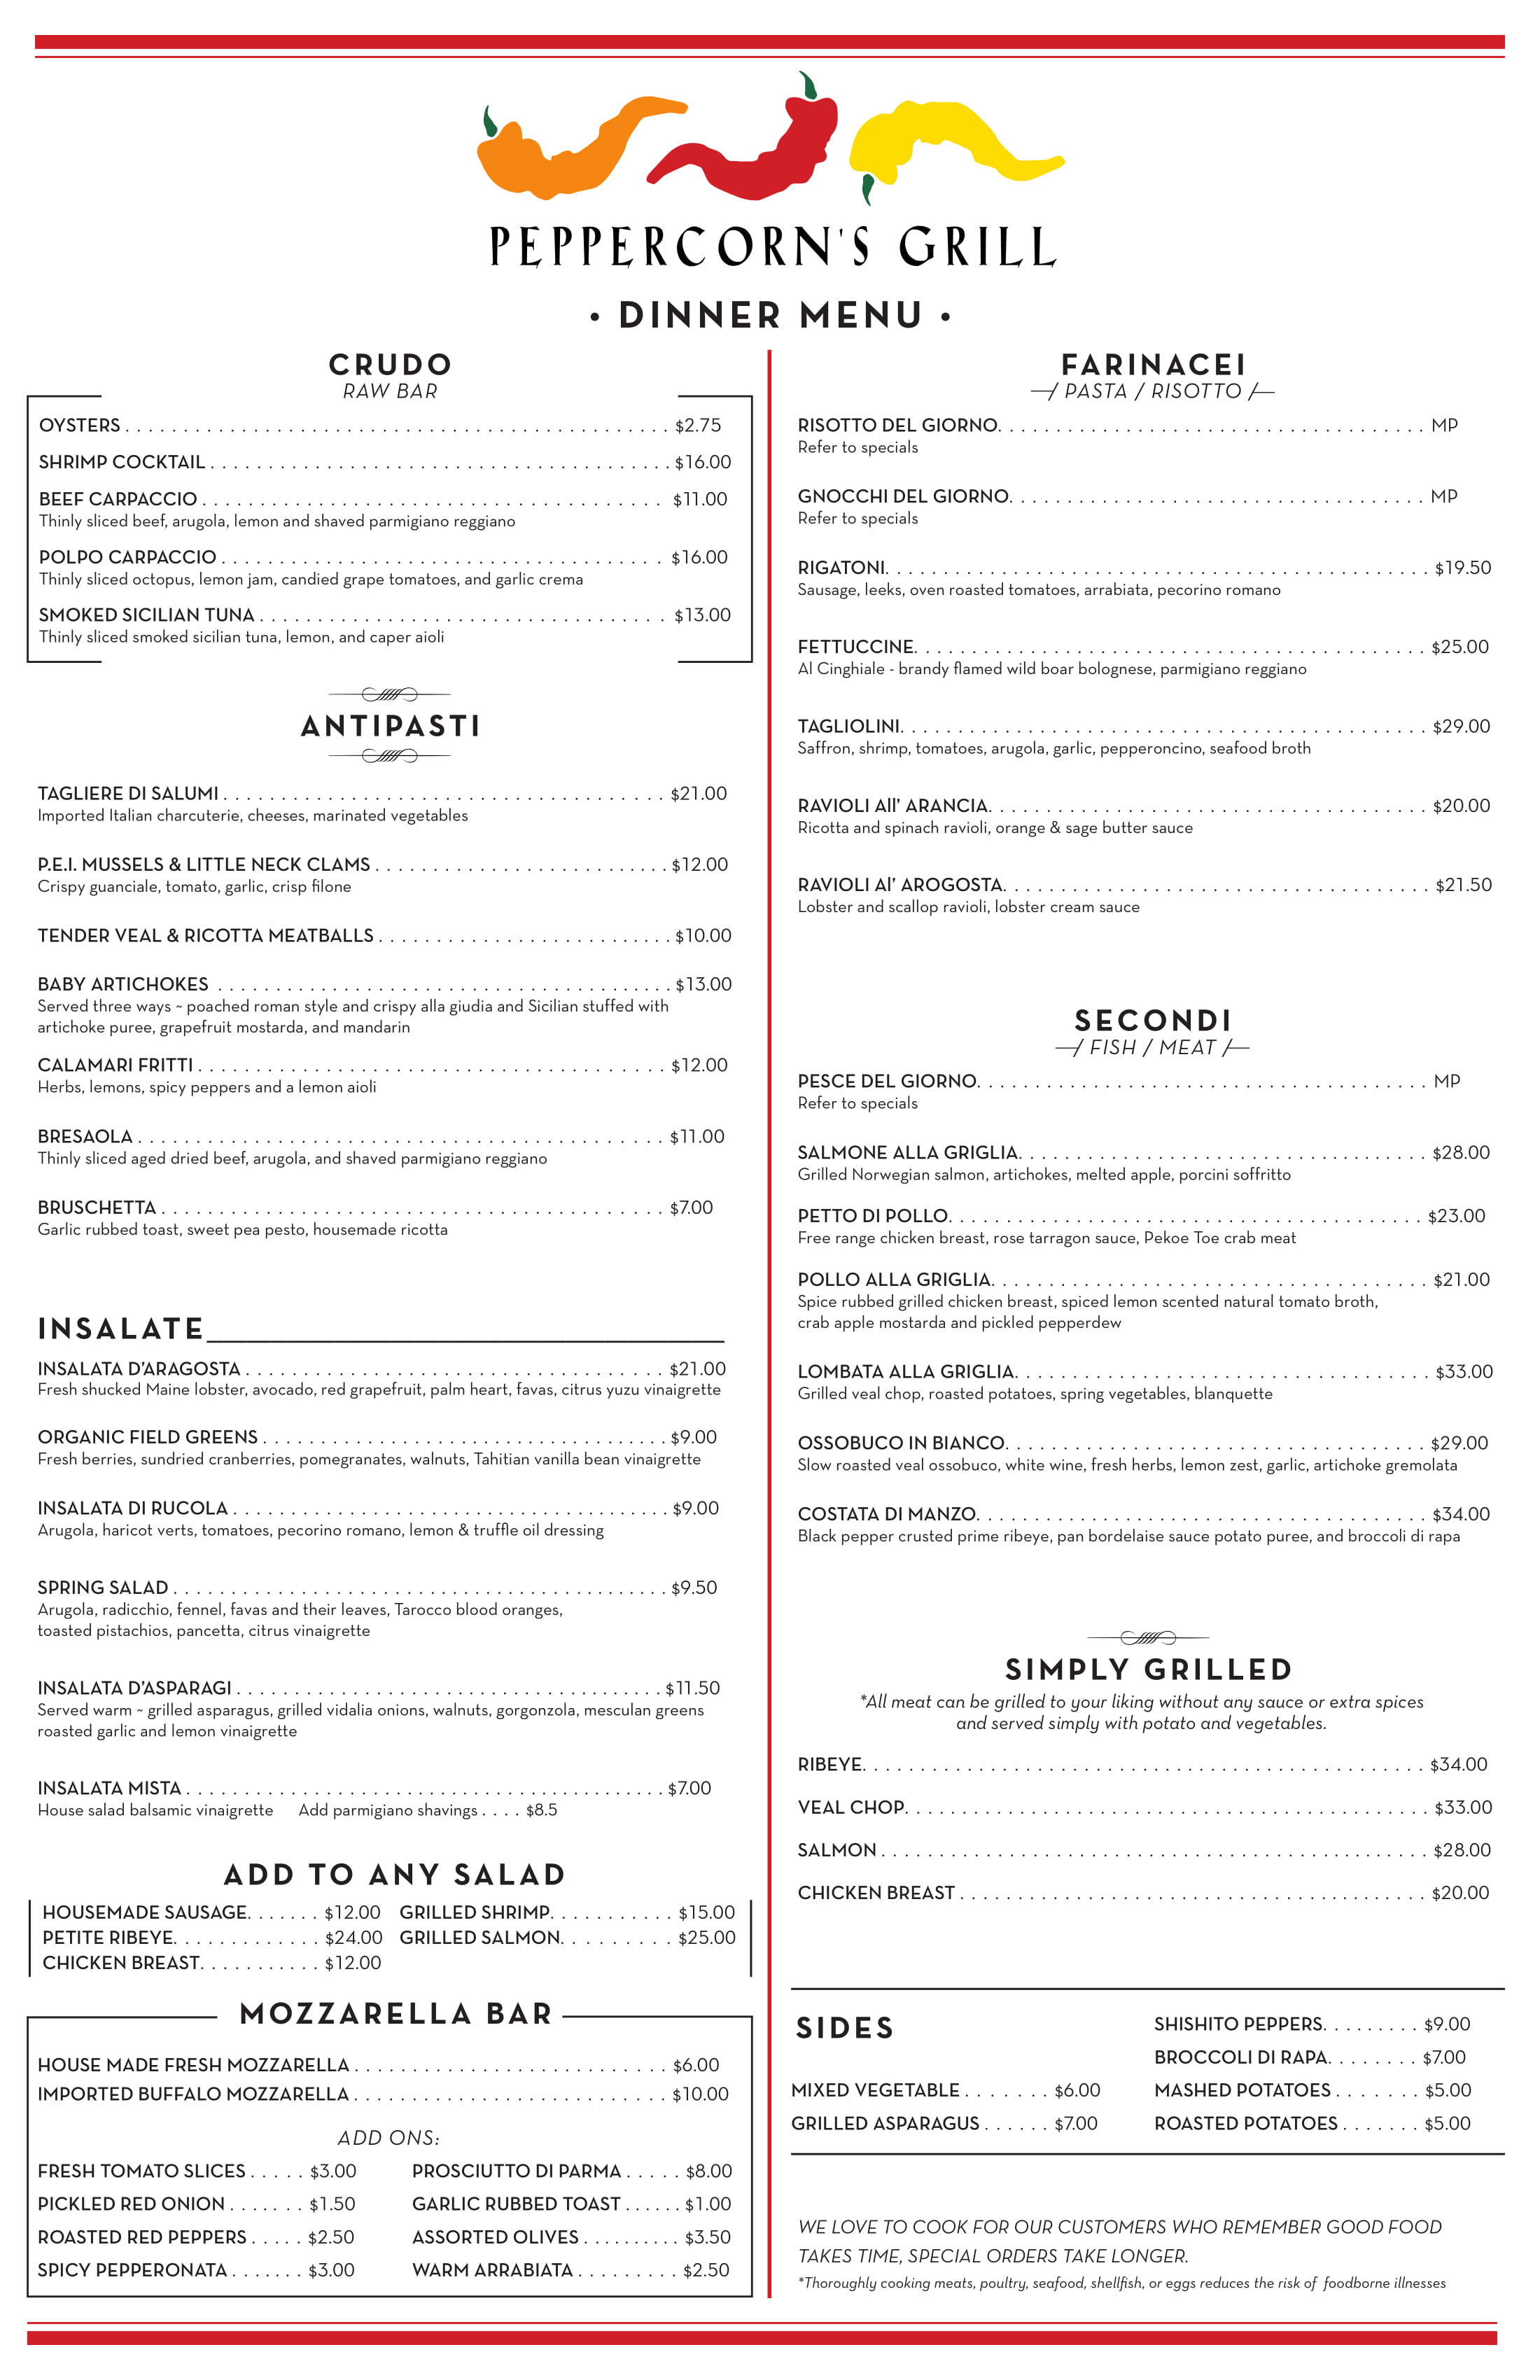 PEPPERCORN'S GRILL
• DINNER MENU •
CRUDO
RAW BAR
OYSTERS . . . . . $2.75
SHRIMP COCKTAIL . . . . . $16.00
BEEF CARPACCIO . . . . . $11.00
Thinly sliced beef, arugola, lemon and shaved parmigiano reggiano
POLPO CARPACCIO . . . . . $16.00
Thinly sliced octopus, lemon jam, candied grape tomatoes, and garlic crema
SMOKED SICILIAN TUNA . . . . . $13.00
Thinly sliced smoked sicilian tuna, lemon, and caper aioli
ANTIPASTI
TAGLIERE DI SALUMI . . . . . $21.00
Imported Italian charcuterie, cheeses, marinated vegetables
P.E.I. MUSSELS & LITTLE NECK CLAMS . . . . . $12.00
Crispy guanciale, tomato, garlic, crisp filone
TENDER VEAL & RICOTTA MEATBALLS . . . . . $10.00
BABY ARTICHOKES . . . . . $13.00
Served three ways ~ poached roman style and crispy alla giudia and Sicilian stuffed with
artichoke puree, grapefruit mostarda, and mandarin
CALAMARI FRITTI . . . . . $12.00
Herbs, lemons, spicy peppers and a lemon aioli
BRESAOLA . . . . . $11.00
Thinly sliced aged dried beef, arugola, and shaved parmigiano reggiano
BRUSCHETTA . . . . . $7.00
Garlic rubbed toast, sweet pea pesto, housemade ricotta
INSALATE
INSALATA D'ARAGOSTA . . . . . $21.00
Fresh shucked Maine lobster, avocado, red grapefruit, palm heart, favas, citrus yuzu vinaigrette
ORGANIC FIELD GREENS . . . . . $9.00
Fresh berries, sundried cranberries, pomegranates, walnuts, Tahitian vanilla bean vinaigrette
INSALATA DI RUCOLA . . . . . $9.00
Arugola, haricot verts, tomatoes, pecorino romano, lemon & truffle oil dressing
SPRING SALAD . . . . . $9.50
Arugola, radicchio, fennel, favas and their leaves, Tarocco blood oranges,
toasted pistachios, pancetta, citrus vinaigrette
INSALATA D'ASPARAGI . . . . . $11.50
Served warm ~ grilled asparagus, grilled vidalia onions, walnuts, gorgonzola, mesculan greens
roasted garlic and lemon vinaigrette
INSALATA MISTA . . . . . $7.00
House salad balsamic vinaigrette Add parmigiano shavings . . . . $8.5
ADD TO ANY SALAD
HOUSEMADE SAUSAGE. . . . . . . $12.00 GRILLED SHRIMP. . . . . . . . . . . $15.00
PETITE RIBEYE. . . . . . . . . . . . . $24.00 GRILLED SALMON. . . . . . . . . . $25.00
CHICKEN BREAST. . . . . . . . . . . $12.00
MOZZARELLA BAR
HOUSE MADE FRESH MOZZARELLA . . . . . $6.00
IMPORTED BUFFALO MOZZARELLA . . . . . $10.00
ADD ONS:
FRESH TOMATO SLICES . . . . . $3.00 PROSCIUTTO DI PARMA . . . . . $8.00
PICKLED RED ONION . . . . . . . $1.50 GARLIC RUBBED TOAST . . . . . . $1.00
ROASTED RED PEPPERS . . . . . $2.50 ASSORTED OLIVES . . . . . . . . . . $3.50
SPICY PEPPERONATA . . . . . . . $3.00 WARM ARRABIATA . . . . . . . . . $2.50
FARINACEI
PASTA / RISOTTO
RISOTTO DEL GIORNO. . . . . MP
Refer to specials
GNOCCHI DEL GIORNO. . . . . MP
Refer to specials
RIGATONI. . . . . $19.50
Sausage, leeks, oven roasted tomatoes, arrabiata, pecorino romano
FETTUCCINE. . . . . $25.00
Al Cinghiale - brandy flamed wild boar bolognese, parmigiano reggiano
TAGLIOLINI. . . . . $29.00
Saffron, shrimp, tomatoes, arugola, garlic, pepperoncino, seafood broth
RAVIOLI All' ARANCIA. . . . . $20.00
Ricotta and spinach ravioli, orange & sage butter sauce
RAVIOLI Al' AROGOSTA. . . . . $21.50
Lobster and scallop ravioli, lobster cream sauce
SECONDI
FISH / MEAT
PESCE DEL GIORNO. . . . . MP
Refer to specials
SALMONE ALLA GRIGLIA. . . . . $28.00
Grilled Norwegian salmon, artichokes, melted apple, porcini soffritto
PETTO DI POLLO. . . . . $23.00
Free range chicken breast, rose tarragon sauce, Pekoe Toe crab meat
POLLO ALLA GRIGLIA. . . . . $21.00
Spice rubbed grilled chicken breast, spiced lemon scented natural tomato broth,
crab apple mostarda and pickled pepperdew
LOMBATA ALLA GRIGLIA. . . . . $33.00
Grilled veal chop, roasted potatoes, spring vegetables, blanquette
OSSOBUCO IN BIANCO. . . . . $29.00
Slow roasted veal ossobuco, white wine, fresh herbs, lemon zest, garlic, artichoke gremolata
COSTATA DI MANZO. . . . . $34.00
Black pepper crusted prime ribeye, pan bordelaise sauce potato puree, and broccoli di rapa
SIMPLY GRILLED
*All meat can be grilled to your liking without any sauce or extra spices
and served simply with potato and vegetables.
RIBEYE. . . . . $34.00
VEAL CHOP. . . . . $33.00
SALMON . . . . . $28.00
CHICKEN BREAST . . . . . $20.00
SIDES
MIXED VEGETABLE . . . . . . . $6.00
GRILLED ASPARAGUS . . . . . . $7.00
SHISHITO PEPPERS. . . . . . . . . $9.00
BROCCOLI DI RAPA. . . . . . . . $7.00
MASHED POTATOES . . . . . . . $5.00
ROASTED POTATOES . . . . . . . $5.00
WE LOVE TO COOK FOR OUR CUSTOMERS WHO REMEMBER GOOD FOOD
TAKES TIME, SPECIAL ORDERS TAKE LONGER.
*Thoroughly cooking meats, poultry, seafood, shellfish, or eggs reduces the risk of foodborne illnesses